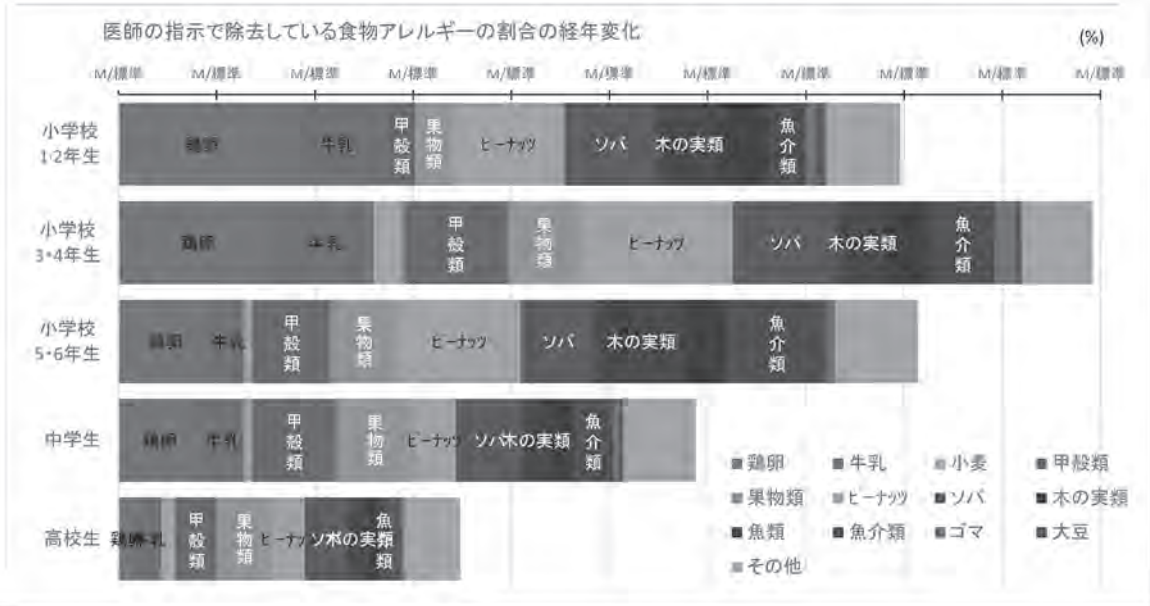 医師の指示で除去している食物アレルギーの割合の経年変化
(%)
M/標準 M/標準 M/標準 M/標準 M/標準 M/標準 M/標準 M/標準 M/標準 M/標準 M/標準
小学校
1・2年生
鶏卵 牛乳 甲殻類 果物類 ピーナッツ ソバ 木の実類 魚介類
小学校
3・4年生
鶏卵 牛乳 甲殻類 果物類 ピーナッツ ソバ 木の実類 魚介類
小学校
5・6年生
鶏卵 牛乳 甲殻類 果物類 ピーナッツ ソバ 木の実類 魚介類
中学生
鶏卵 牛乳 甲殻類 果物類 ピーナッツ ソバ 木の実類 魚介類
高校生
鶏卵 牛乳 甲殻類 果物類 ピーナッツ ソバ 木の実類 魚介類
■鶏卵 ■牛乳 ■小麦 ■甲殻類
■果物類 ■ピーナッツ ■ソバ ■木の実類
■魚類 ■魚介類 ■ゴマ ■大豆
■その他